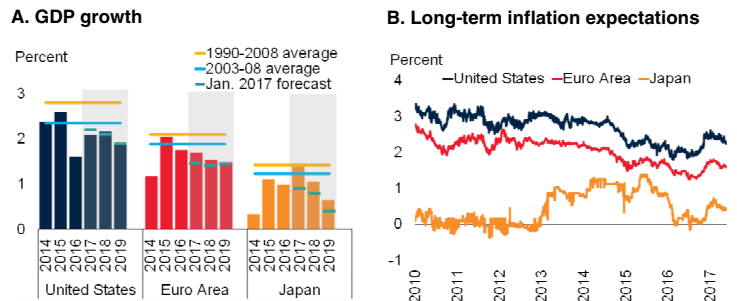 A. GDP growth
Percent
1990-2008 average
2003-08 average
Jan. 2017 forecast
3
2
1
0
2014 2015 2016 2017 2018 2019 2014 2015 2016 2017 2018 2019 2014 2015 2016 2017 2018 2019
United States Euro Area Japan
B. Long-term inflation expectations
Percent
United States Euro Area Japan
4
3
2
1
0
-1
2010 2011 2012 2013 2014 2015 2016 2017